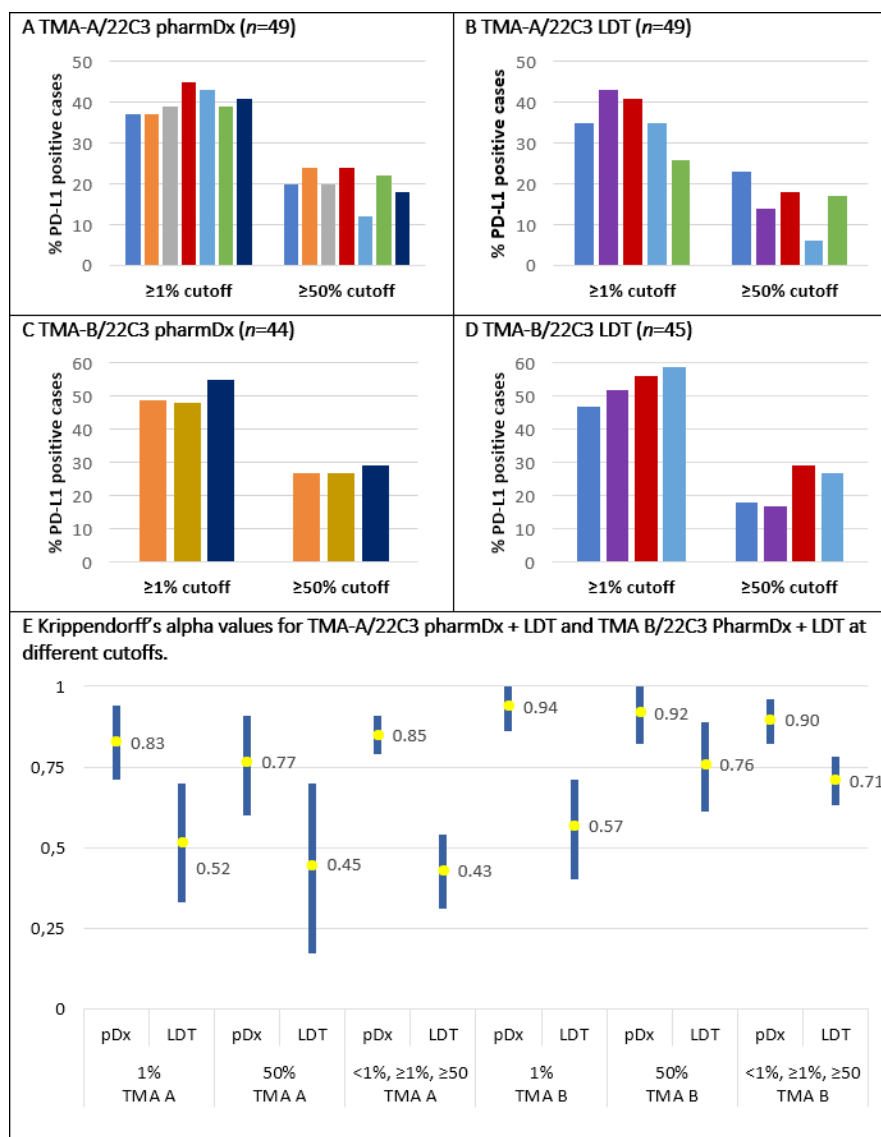 A TMA-A/22C3 pharmDx (n=49)
% PD-L1 positive cases
50
40
30
20
10
0
≥1% cutoff
≥50% cutoff
B TMA-A/22C3 LDT (n=49)
% PD-L1 positive cases
50
40
30
20
10
0
≥1% cutoff
≥50% cutoff
C TMA-B/22C3 pharmDx (n=44)
% PD-L1 positive cases
60
50
40
30
20
10
0
≥1% cutoff
≥50% cutoff
D TMA-B/22C3 LDT (n=45)
% PD-L1 positive cases
60
50
40
30
20
10
0
≥1% cutoff
≥50% cutoff
E Krippendorff's alpha values for TMA-A/22C3 pharmDx + LDT and TMA B/22C3 PharmDx + LDT at
different cutoffs.
1
0,75
0,5
0,25
0
0.83
0.52
0.77
0.45
0.85
0.43
0.94
0.57
0.92
0.76
0.90
0.71
pDx LDT pDx LDT pDx LDT pDx LDT pDx LDT pDx LDT
1% 50% <1%, ≥1%, ≥50 1% 50% <1%, ≥1%, ≥50
TMA A TMA A TMA A TMA B TMA B TMA B